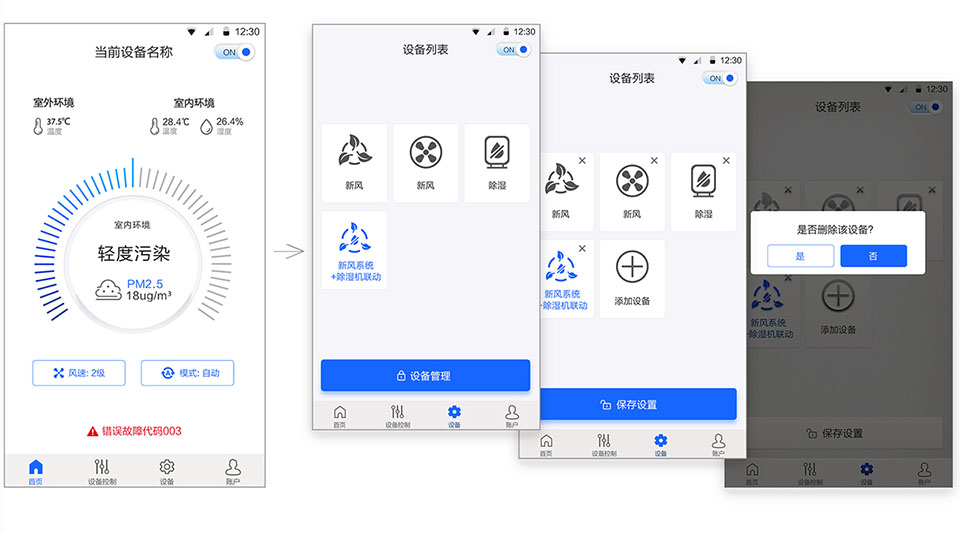 12:30
当前设备名称
ON
室外环境
室内环境
37.5℃
温度
28.4℃
温度
26.4%
湿度
室内环境
轻度污染
PM2.5
18ug/m³
风速: 2级
A
模式: 自动
错误故障代码003
首页
设备控制
设备
账户
12:30
设备列表
ON
新风
新风
除湿
新风系统
+除湿机联动
设备管理
首页
设备控制
设备
账户
12:30
设备列表
ON
新风
新风
除湿
新风系统
+除湿机联动
添加设备
保存设置
首页
设备控制
设备
账户
12:30
设备列表
ON
是否删除该设备?
是
否
新风系统
+除湿机联动
添加设备
保存设置
首页
设备控制
设备
账户